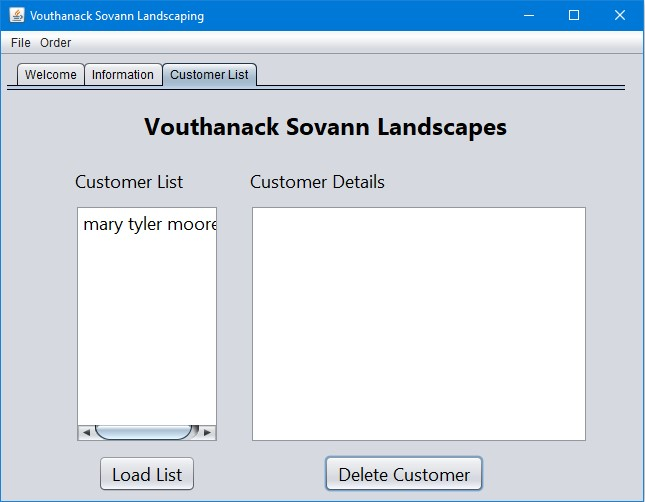 Vouthanack Sovann Landscaping
File Order
Welcome Information Customer List
Vouthanack Sovann Landscapes
Customer List Customer Details
mary tyler moore
Load List Delete Customer